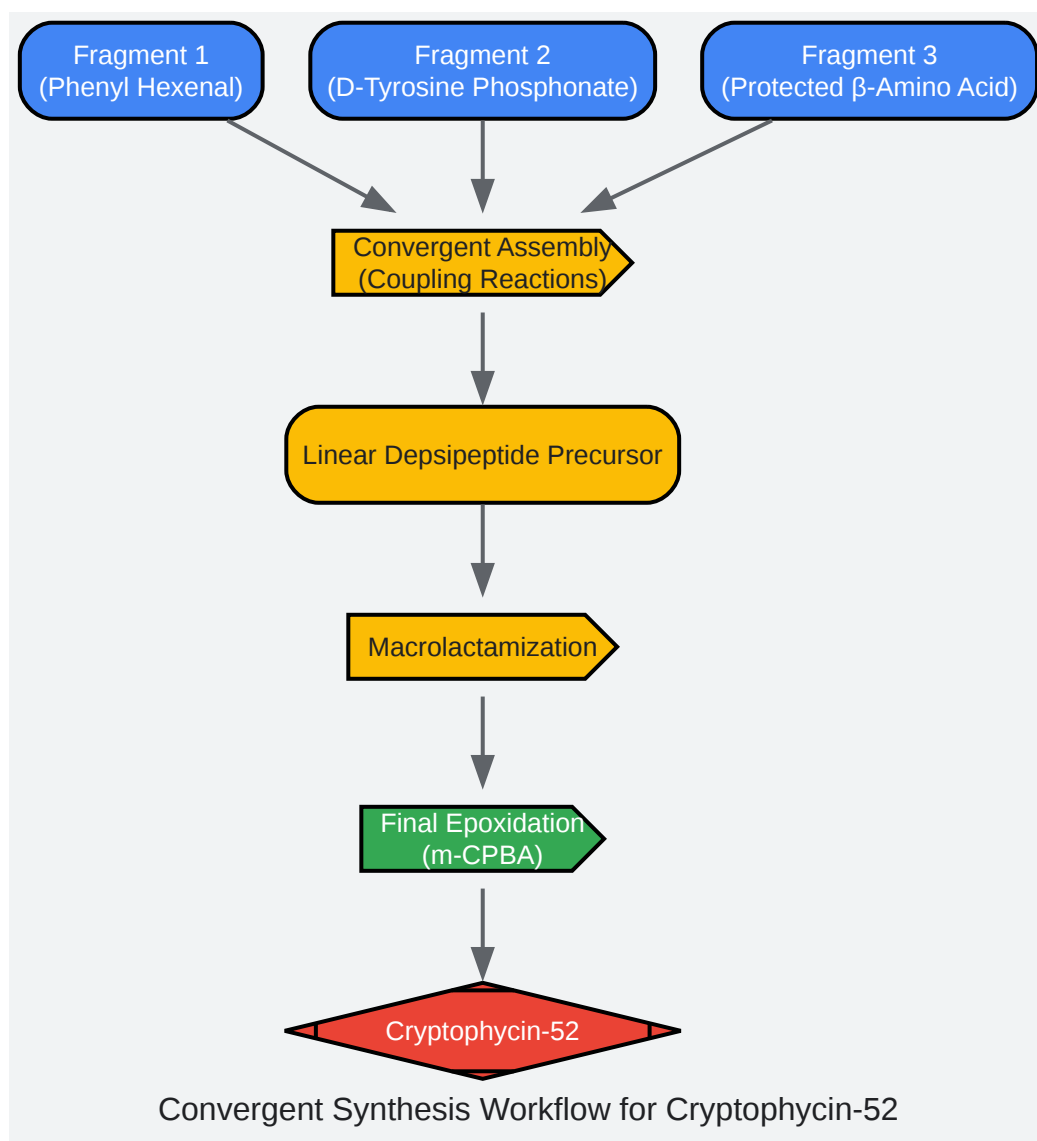 Fragment 1
(Phenyl Hexenal)
Fragment 2
(D-Tyrosine Phosphonate)
Fragment 3
(Protected β-Amino Acid)
Convergent Assembly
(Coupling Reactions)
Linear Depsipeptide Precursor
Macrolactamization
Final Epoxidation
(m-CPBA)
Cryptophycin-52
Convergent Synthesis Workflow for Cryptophycin-52